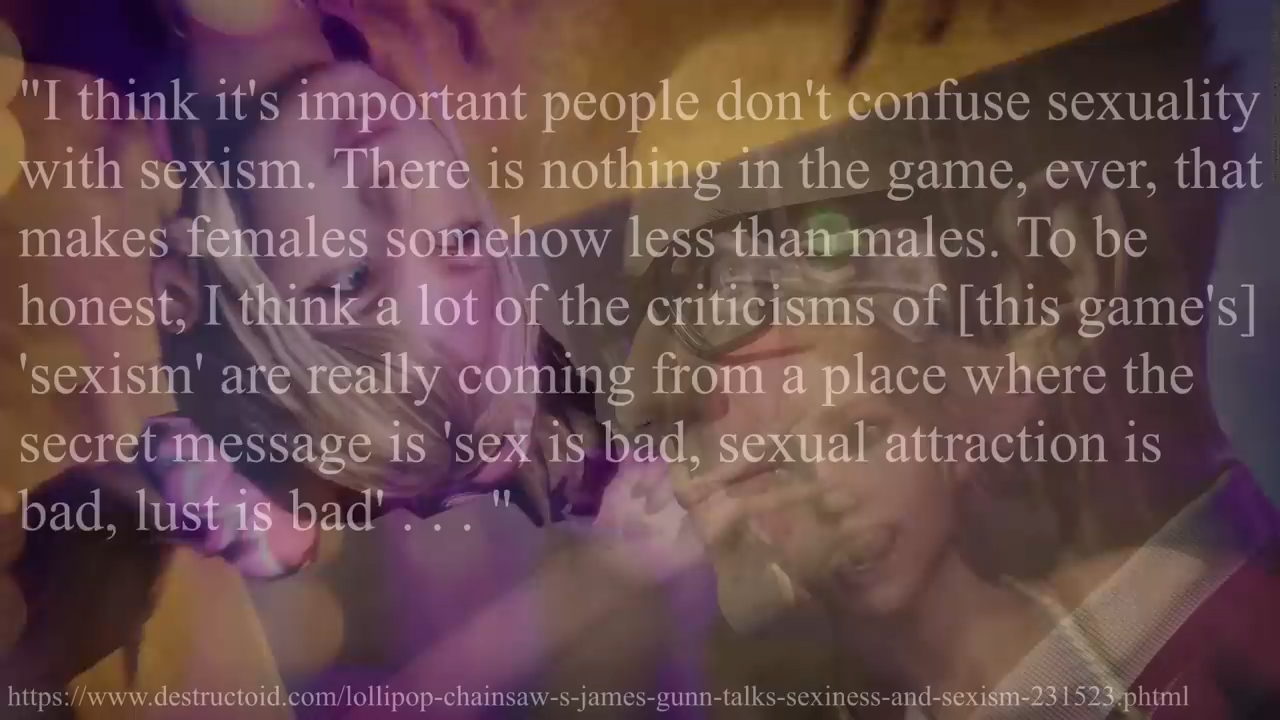 "I think it's important people don't confuse sexuality
with sexism. There is nothing in the game, ever, that
makes females somehow less than males. To be
honest, I think a lot of the criticisms of [this game's]
'sexism' are really coming from a place where the
secret message is 'sex is bad, sexual attraction is
bad, lust is bad' . . . "
https://www.destructoid.com/lollipop-chainsaw-s-james-gunn-talks-sexiness-and-sexism-231523.phtml